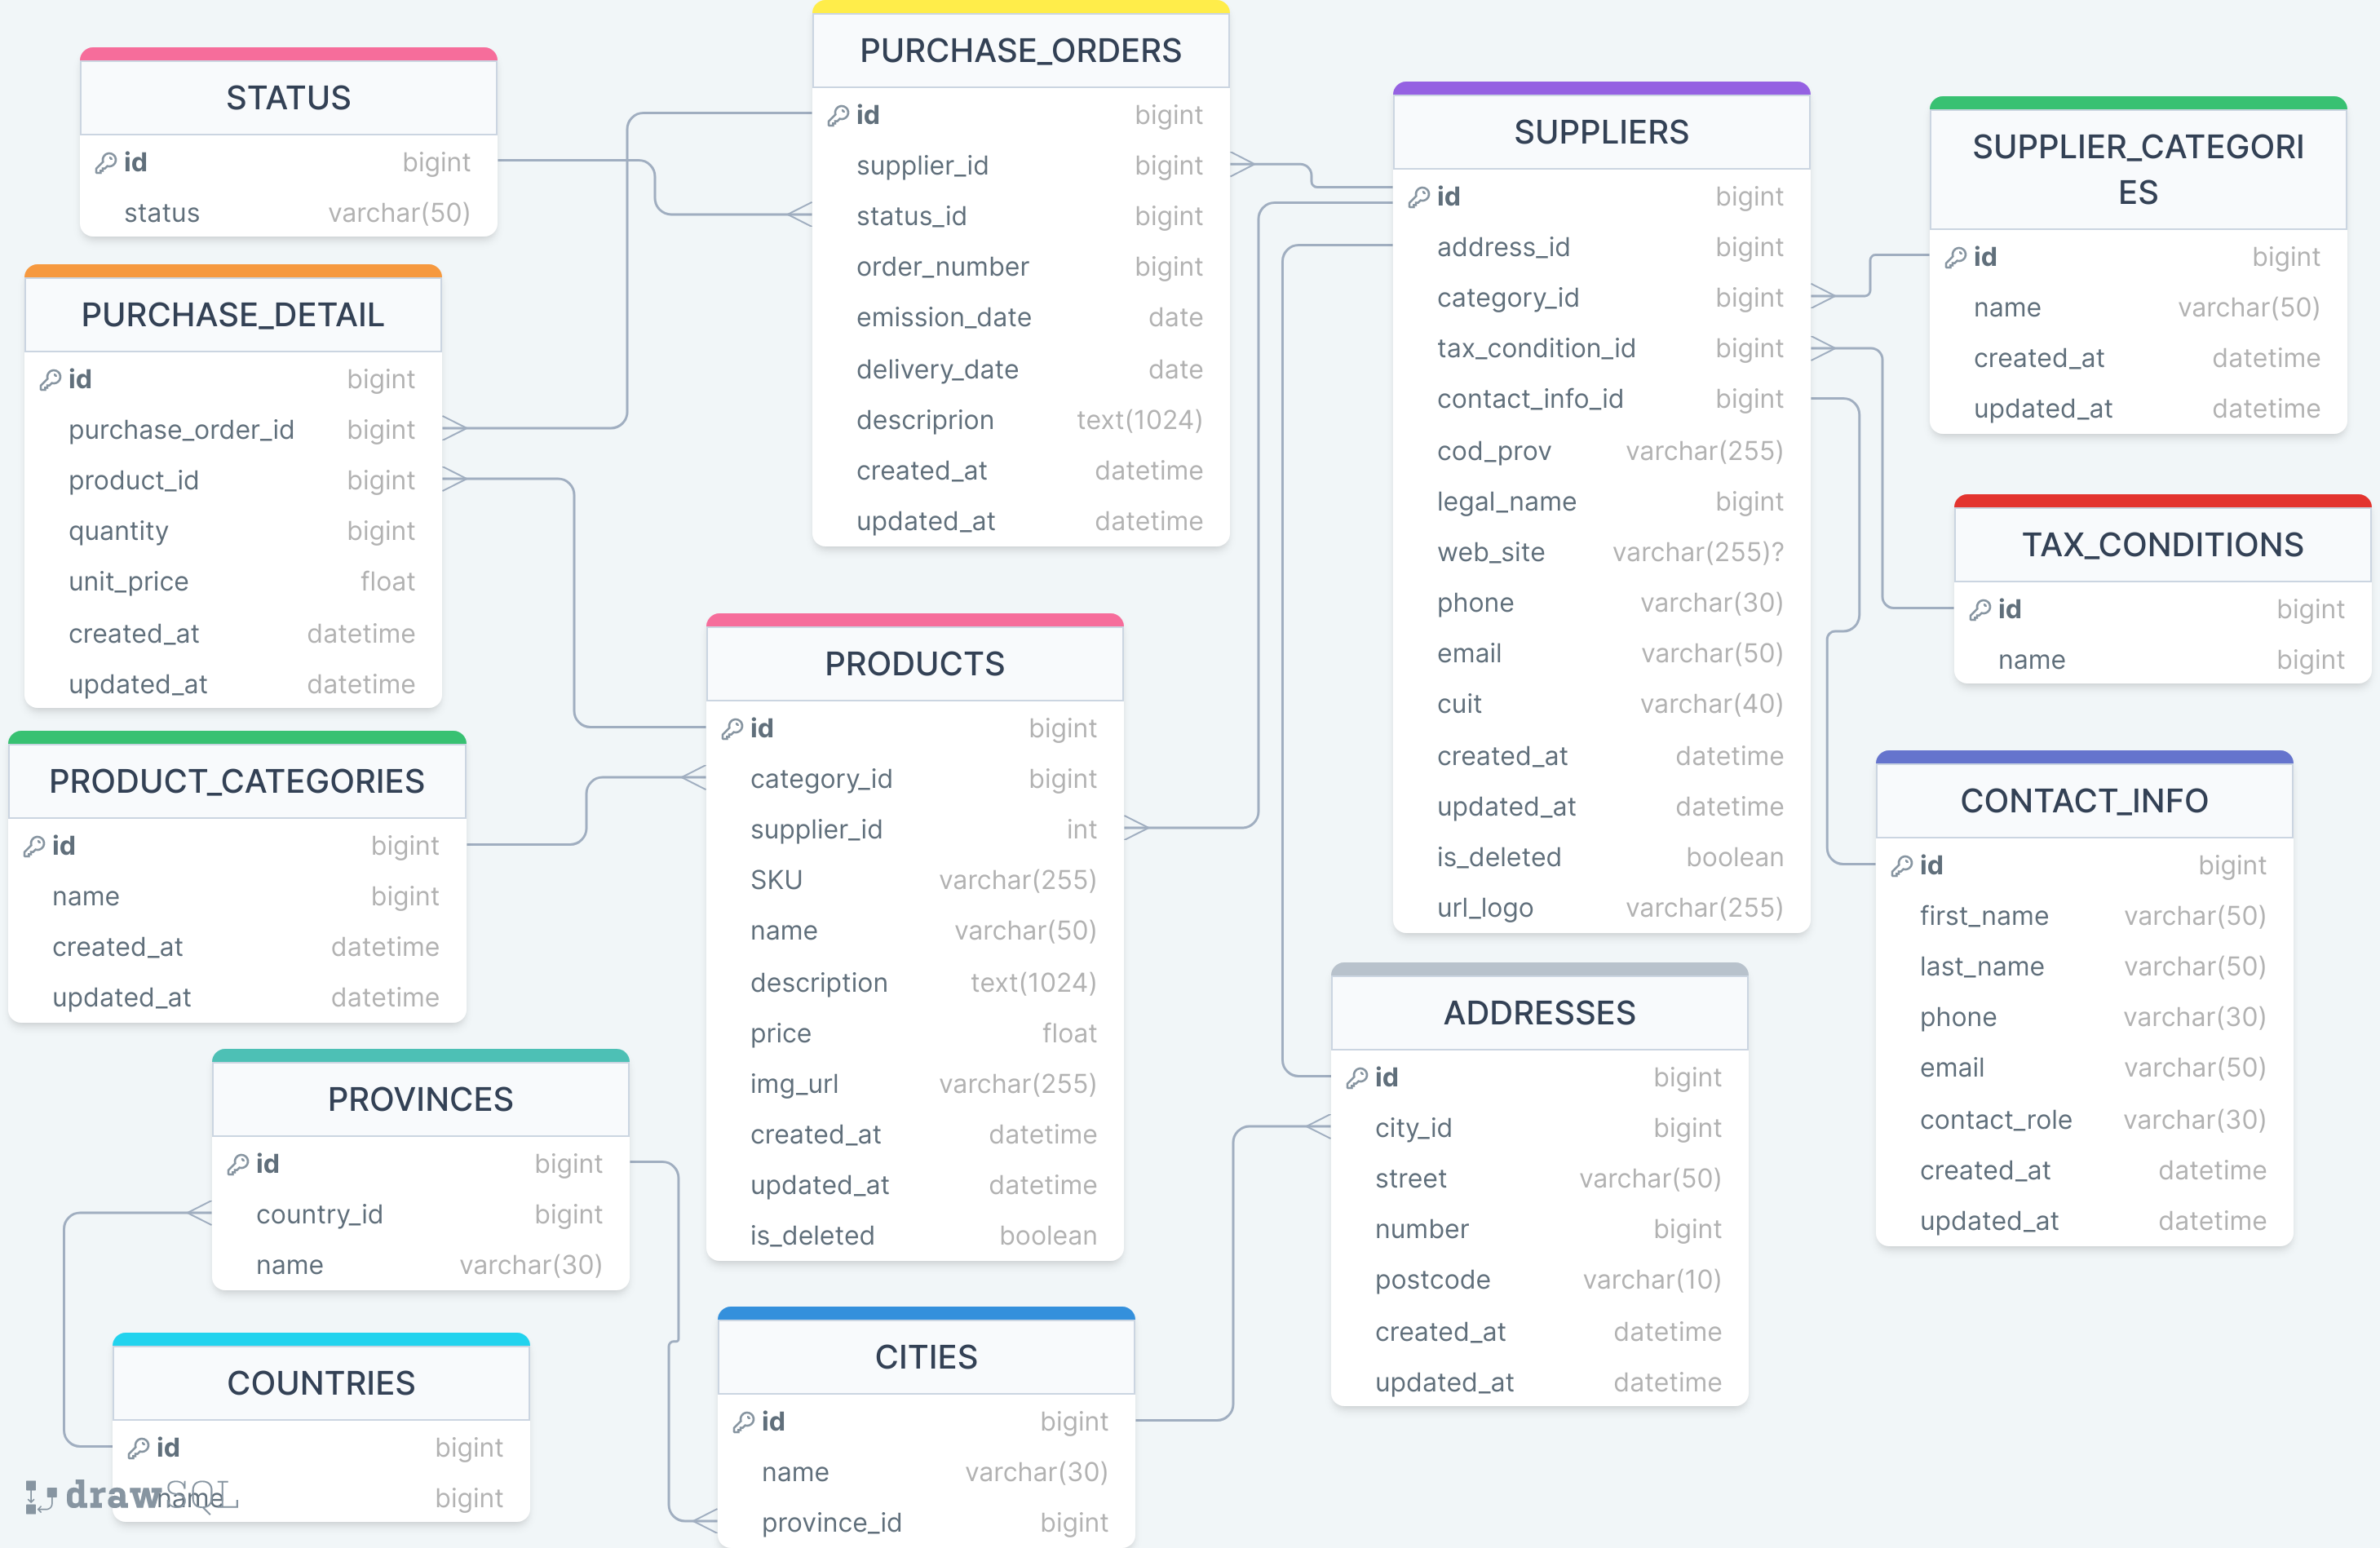 STATUS
id bigint
status varchar(50)
PURCHASE_DETAIL
id bigint
purchase_order_id bigint
product_id bigint
quantity bigint
unit_price float
created_at datetime
updated_at datetime
PRODUCT_CATEGORIES
id bigint
name bigint
created_at datetime
updated_at datetime
PROVINCES
id bigint
country_id bigint
name varchar(30)
COUNTRIES
id bigint
name bigint
drawSQL
PURCHASE_ORDERS
id bigint
supplier_id bigint
status_id bigint
order_number bigint
emission_date date
delivery_date date
descriprion text(1024)
created_at datetime
updated_at datetime
PRODUCTS
id bigint
category_id bigint
supplier_id int
SKU varchar(255)
name varchar(50)
description text(1024)
price float
img_url varchar(255)
created_at datetime
updated_at datetime
is_deleted boolean
CITIES
id bigint
name varchar(30)
province_id bigint
SUPPLIERS
id bigint
address_id bigint
category_id bigint
tax_condition_id bigint
contact_info_id bigint
cod_prov varchar(255)
legal_name bigint
web_site varchar(255)?
phone varchar(30)
email varchar(50)
cuit varchar(40)
created_at datetime
updated_at datetime
is_deleted boolean
url_logo varchar(255)
ADDRESSES
id bigint
city_id bigint
street varchar(50)
number bigint
postcode varchar(10)
created_at datetime
updated_at datetime
SUPPLIER_CATEGORI
ES
id bigint
name varchar(50)
created_at datetime
updated_at datetime
TAX_CONDITIONS
id bigint
name bigint
CONTACT_INFO
id bigint
first_name varchar(50)
last_name varchar(50)
phone varchar(30)
email varchar(50)
contact_role varchar(30)
created_at datetime
updated_at datetime